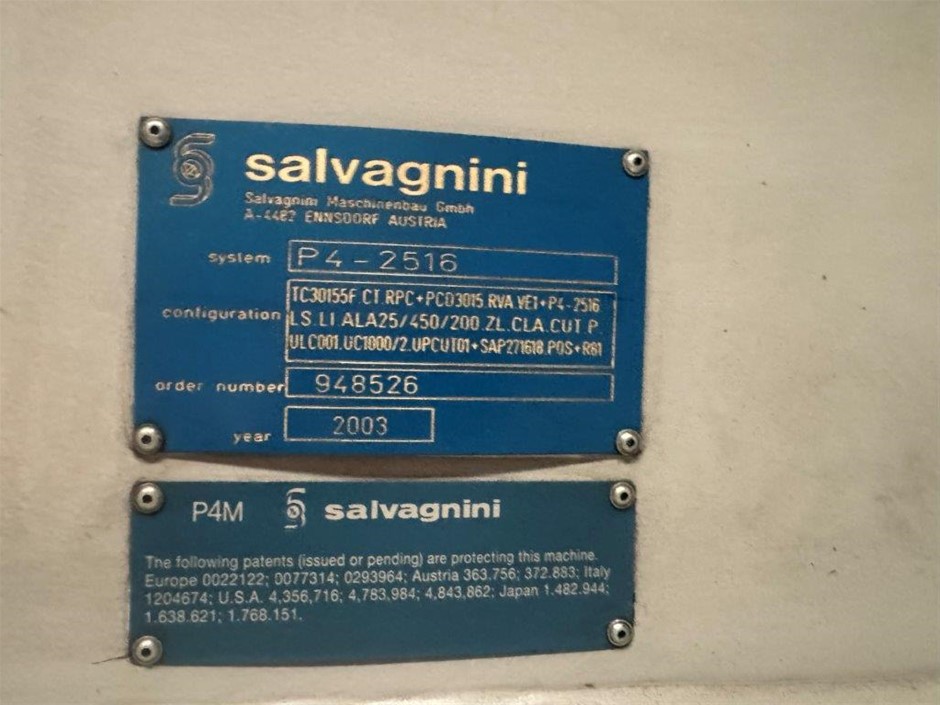 salvagnini
Salvagnini Maschinenbau Gmbh
A-4482 ENNSDORF AUSTRIA
system P4-2516
configuration TC30155F.CT.RPC+PCD3015.RVA.VET+P4-2516
LS.LI.ALA25/450/200.ZL.CLA.CUT.P.
ULC001.UC1000/2.UPCUT01+SAP271618.POS+R61
order number 948526
year 2003
P4M salvagnini
The following patents (issued or pending) are protecting this machine.
Europe 0022122; 0077314; 0293964; Austria 363.756; 372.883; Italy
1204674; U.S.A. 4,356,716; 4,783,984; 4,843,862; Japan 1.482.944;
1.638.621; 1.768.151.